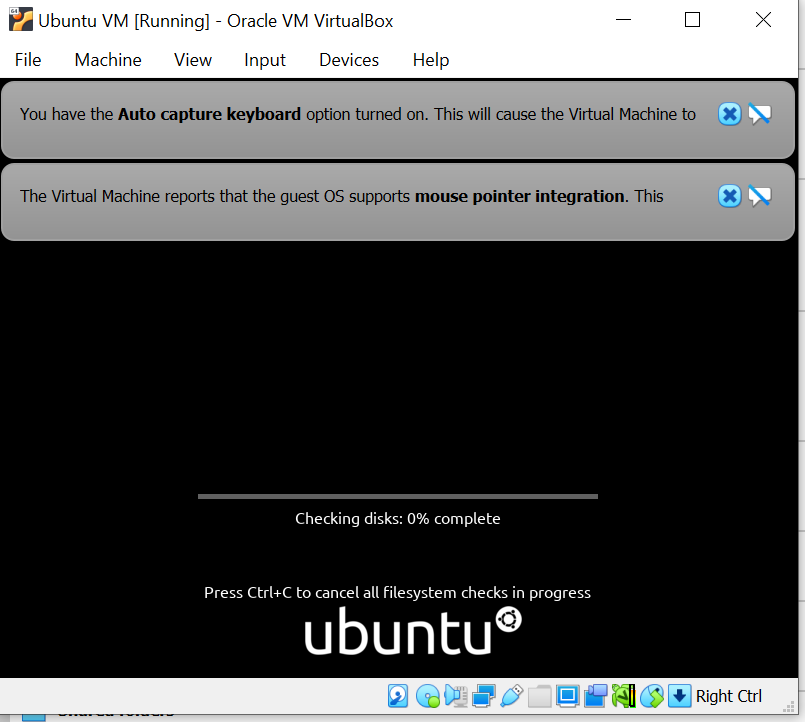 Ubuntu VM [Running] - Oracle VM VirtualBox
File Machine View Input Devices Help
You have the Auto capture keyboard option turned on. This will cause the Virtual Machine to
The Virtual Machine reports that the guest OS supports mouse pointer integration. This
Checking disks: 0% complete
Press Ctrl+C to cancel all filesystem checks in progress
ubuntu
Right Ctrl